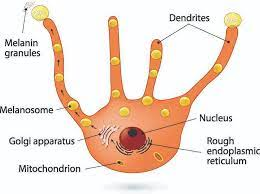 Melanin
granules
Dendrites
Melanosome
Golgi apparatus
Mitochondrion
Nucleus
Rough
endoplasmic
reticulum